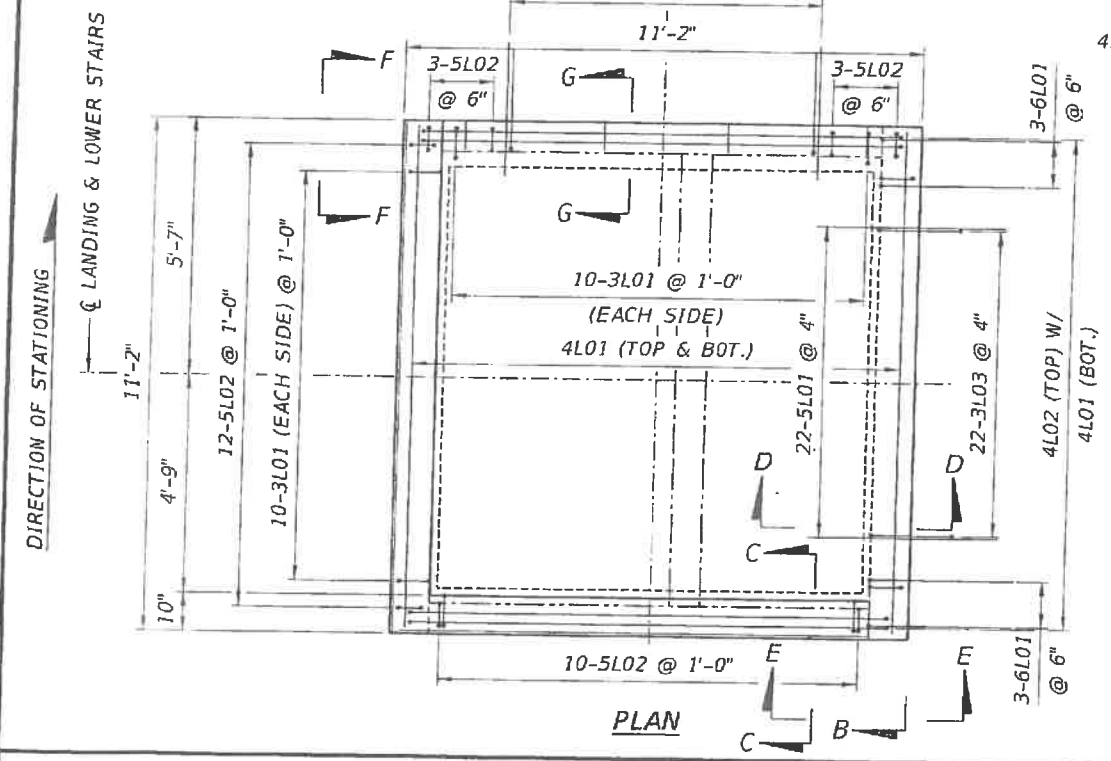 11'-2"
4
F
3-5L02
@ 6"
G
3-5L02
@ 6"
3-6L01
@ 6"
F
G
DIRECTION OF STATIONING
℄ LANDING & LOWER STAIRS
5'-7"
11'-2"
4'-9"
10"
12-5L02 @ 1'-0"
10-3L01 (EACH SIDE) @ 1'-0"
10-3L01 @ 1'-0"
(EACH SIDE)
4L01 (TOP & BOT.)
22-5L01 @ 4"
22-3L03 @ 4"
4L02 (TOP) W/
4L01 (BOT.)
D
D
C
10-5L02 @ 1'-0"
E
E
3-6L01
@ 6"
PLAN
C
B